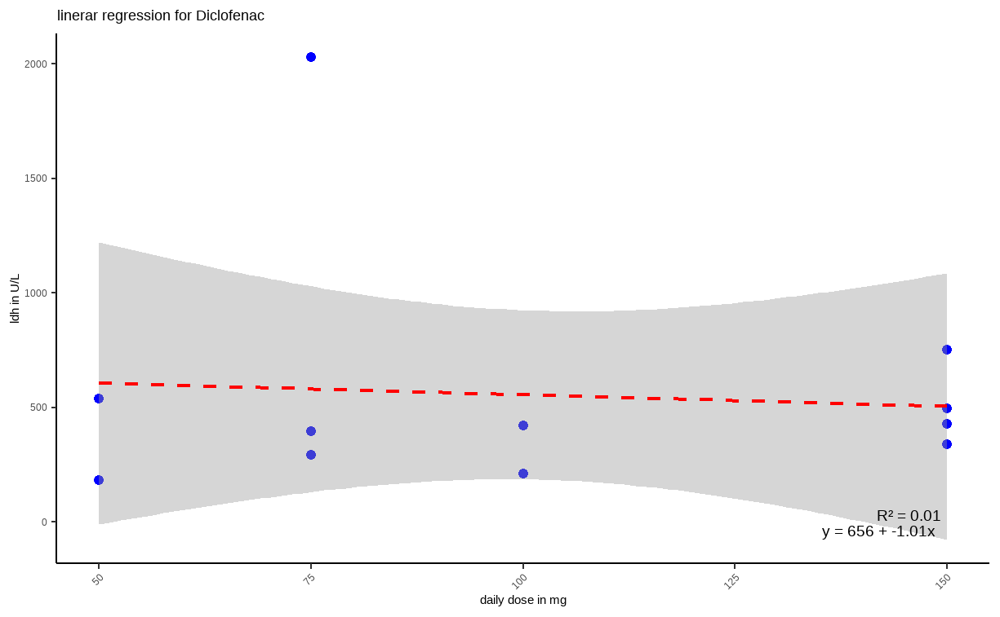 linerar regression for Diclofenac
2000
1500
1000
500
0
ldh in U/L
R² = 0.01
y = 656 + -1.01x
50
75
100
125
150
daily dose in mg